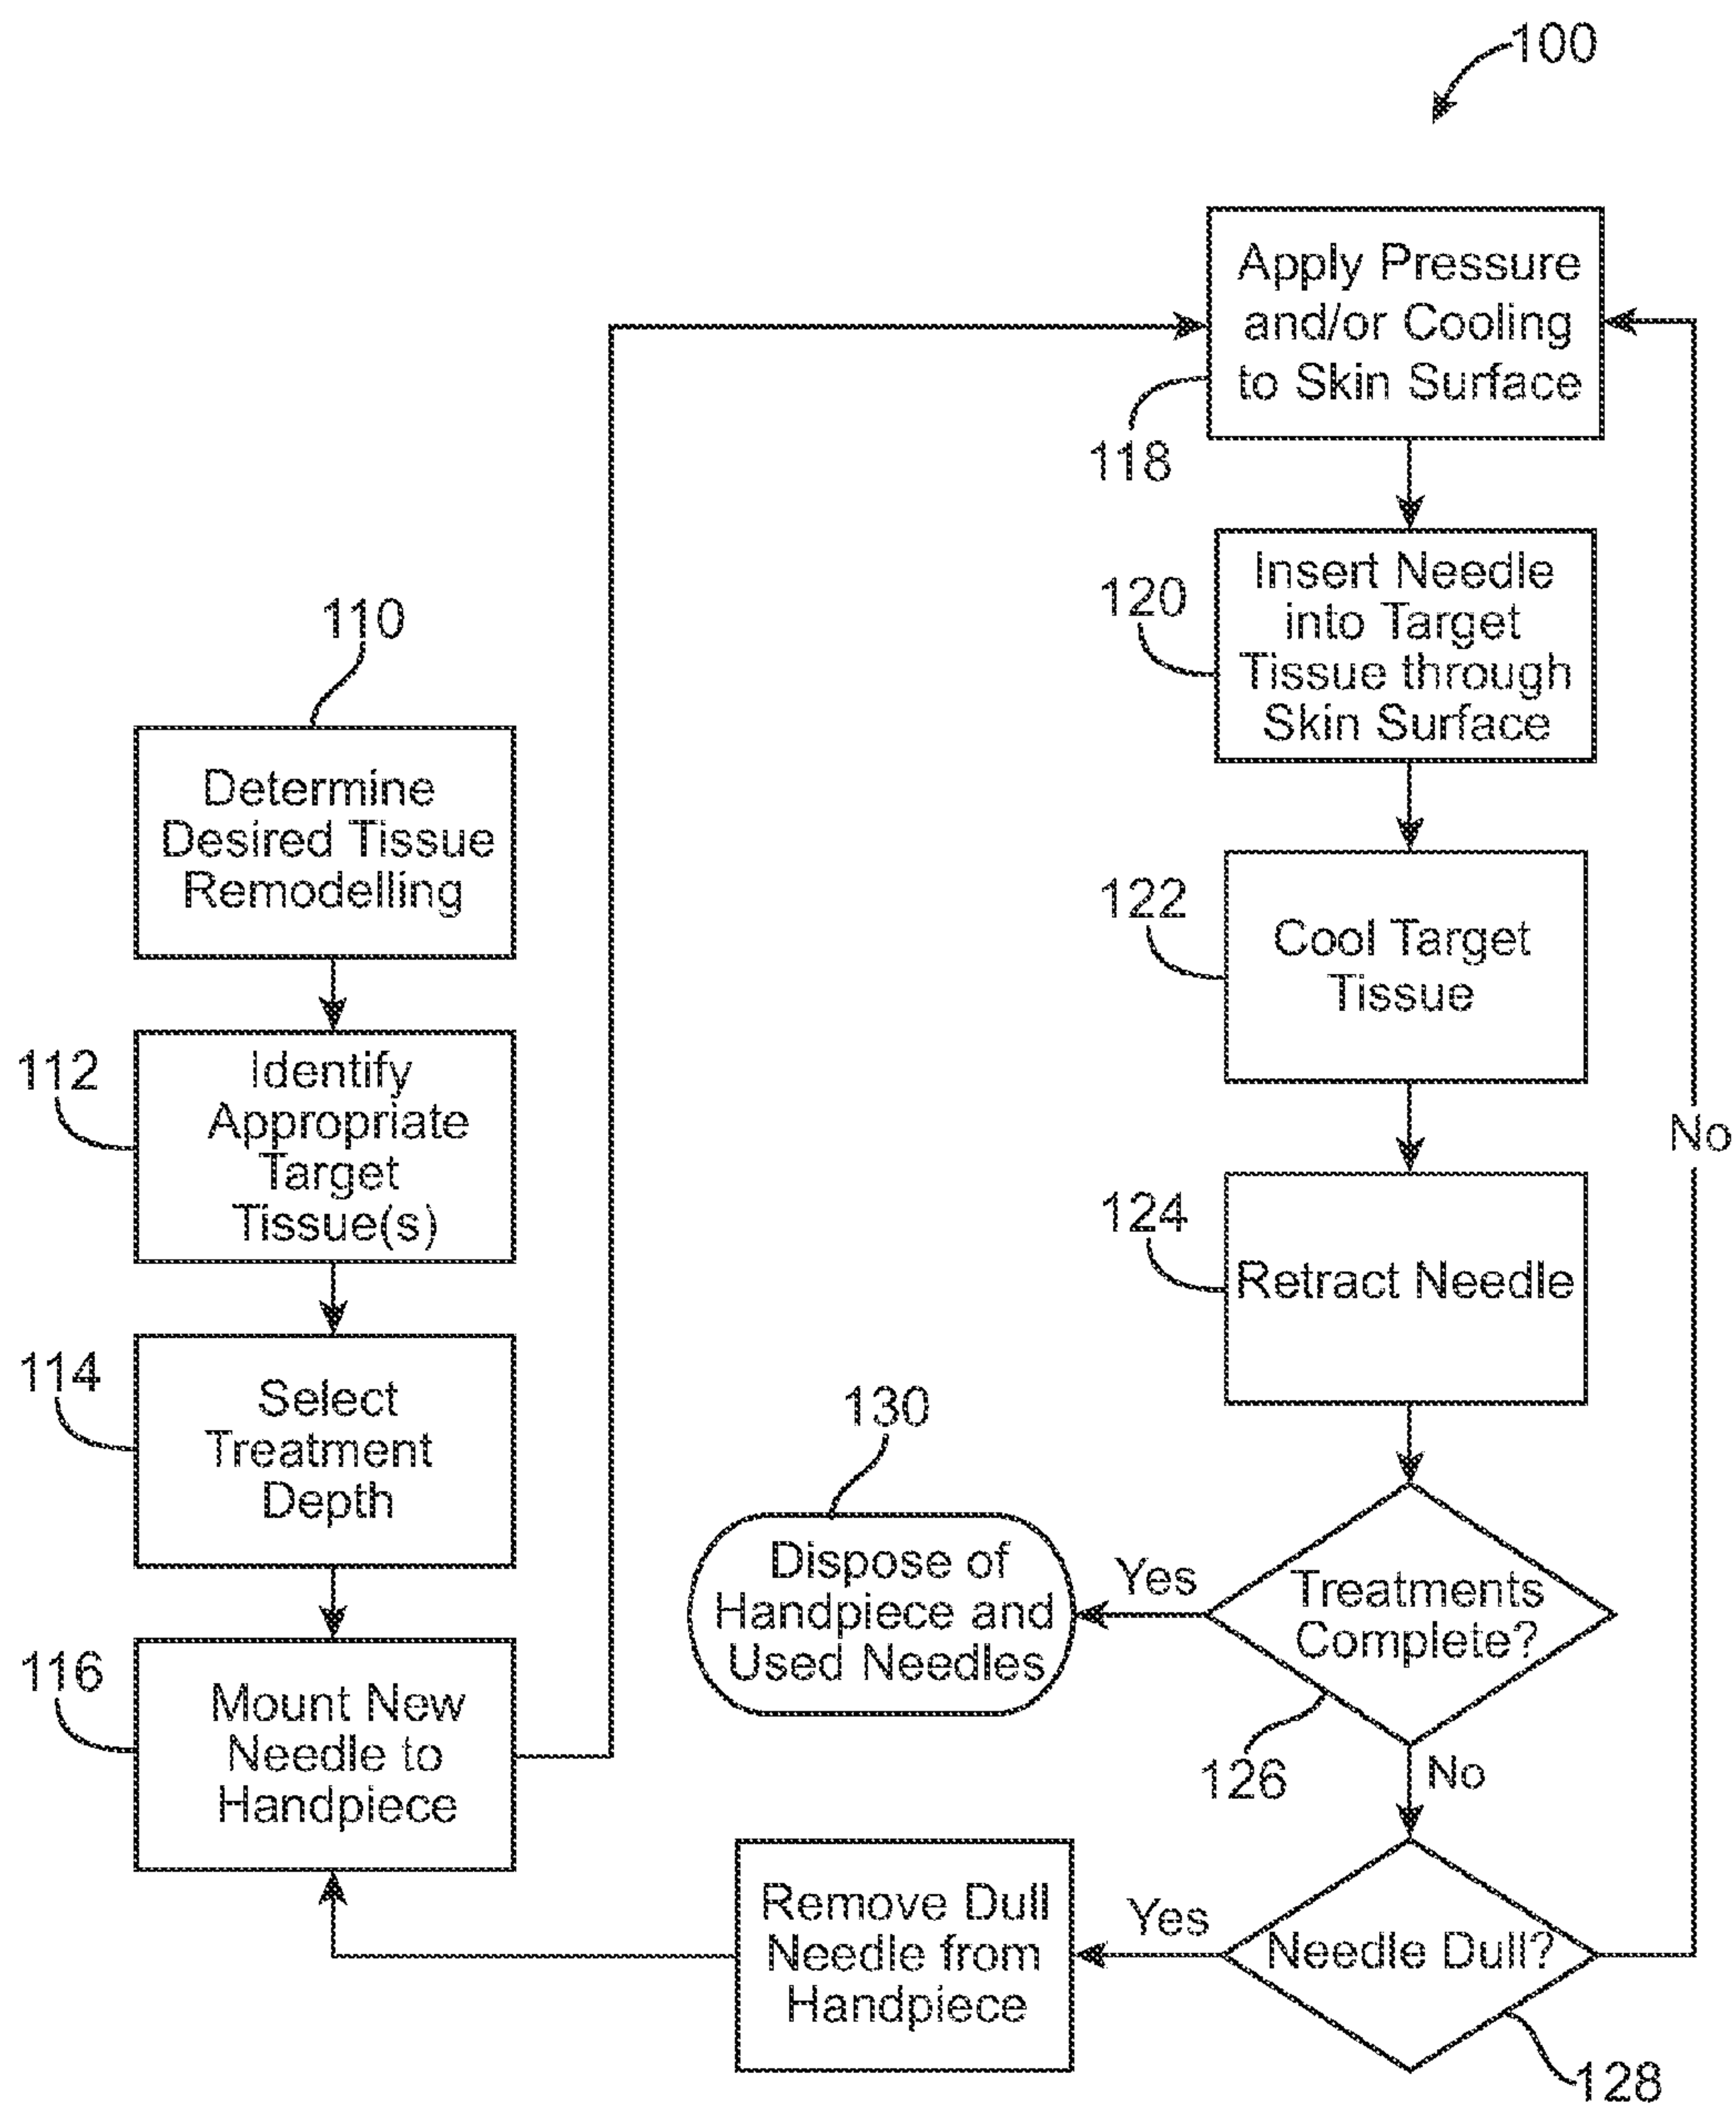 100
110
Determine
Desired Tissue
Remodelling
112
Identify
Appropriate
Target
Tissue(s)
114
Select
Treatment
Depth
116
Mount New
Needle to
Handpiece
Apply Pressure
and/or Cooling
to Skin Surface
118
120
Insert Needle
into Target
Tissue through
Skin Surface
122
Cool Target
Tissue
124
Retract Needle
130
Dispose of
Handpiece and
Used Needles
Yes
Treatments
Complete?
126
No
Remove Dull
Needle from
Handpiece
Yes
Needle Dull?
128
No